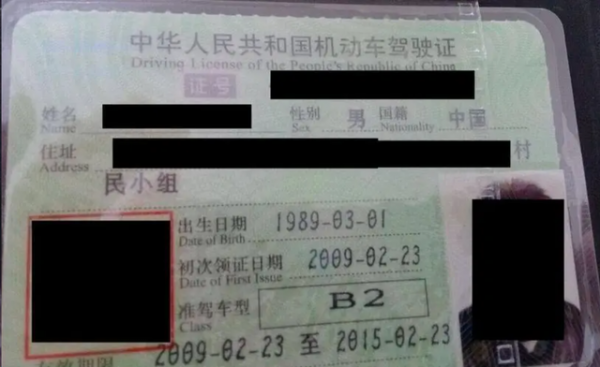 中华人民共和国机动车驾驶证
Driving License of the People's Republic of China
证号
姓名 性别 男 国籍 中国
Name Sex Nationality
住址 村
Address
民小组
出生日期 1989-03-01
Date of Birth
初次领证日期 2009-02-23
Date of First Issue
准驾车型 B2
Class
有效期限 2009-02-23 至 2015-02-23